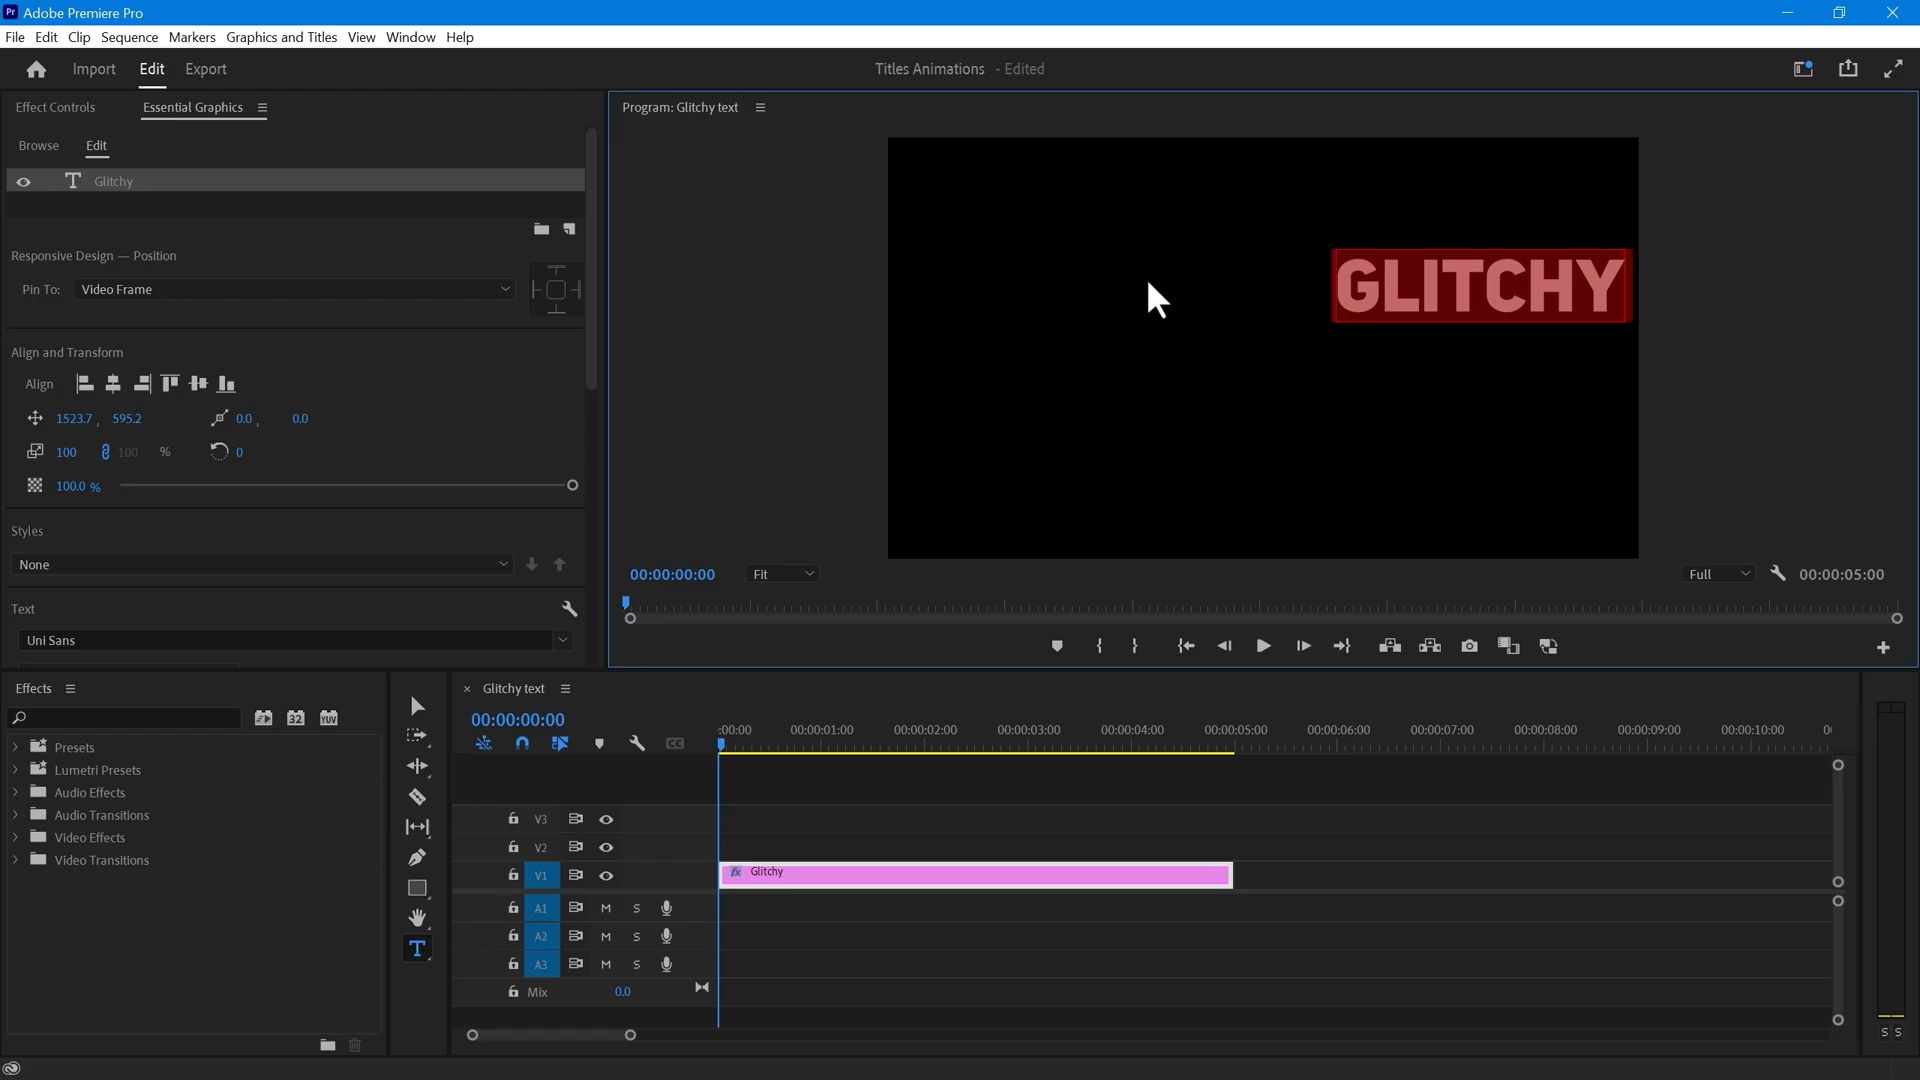 Pr Adobe Premiere Pro
File Edit Clip Sequence Markers Graphics and Titles View Window Help
Import Edit Export
Titles Animations - Edited
Effect Controls Essential Graphics
Browse Edit
T Glitchy
Responsive Design — Position
Pin To: Video Frame
Align and Transform
Align
1523.7 , 595.2 0.0 , 0.0
100 100 % 0
100.0 %
Styles
None
Text
Uni Sans
Program: Glitchy text
GLITCHY
00:00:00:00 Fit Full 00:00:05:00
Effects
32 YUV
Presets
Lumetri Presets
Audio Effects
Audio Transitions
Video Effects
Video Transitions
T
× Glitchy text
00:00:00:00
:00:00 00:00:01:00 00:00:02:00 00:00:03:00 00:00:04:00 00:00:05:00 00:00:06:00 00:00:07:00 00:00:08:00 00:00:09:00 00:00:10:00
CC
V3
V2
V1 fx Glitchy
A1 M S
A2 M S
A3 M S
Mix 0.0
S S